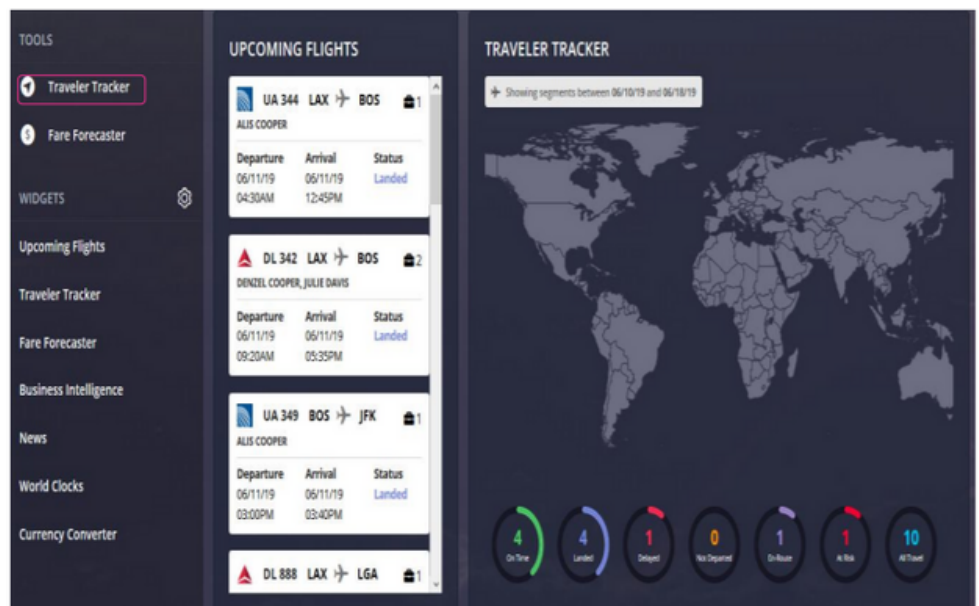 TOOLS
Traveler Tracker
Fare Forecaster
WIDGETS
Upcoming Flights
Traveler Tracker
Fare Forecaster
Business Intelligence
News
World Clocks
Currency Converter
UPCOMING FLIGHTS
UA 344 LAX BOS 1
ALIS COOPER
Departure Arrival Status
06/11/19 06/11/19 Landed
04:30AM 12:45PM
DL 342 LAX BOS 2
DENZEL COOPER, JULIE DAVIS
Departure Arrival Status
06/11/19 06/11/19 Landed
09:20AM 05:35PM
UA 349 BOS JFK 1
ALIS COOPER
Departure Arrival Status
06/11/19 06/11/19 Landed
03:00PM 03:40PM
DL 888 LAX LGA 1
TRAVELER TRACKER
Showing segments between 06/10/19 and 06/18/19
4 4 1 0 1 1 10
On Time Landed Delayed Not Departed En-Route At Risk All Travel